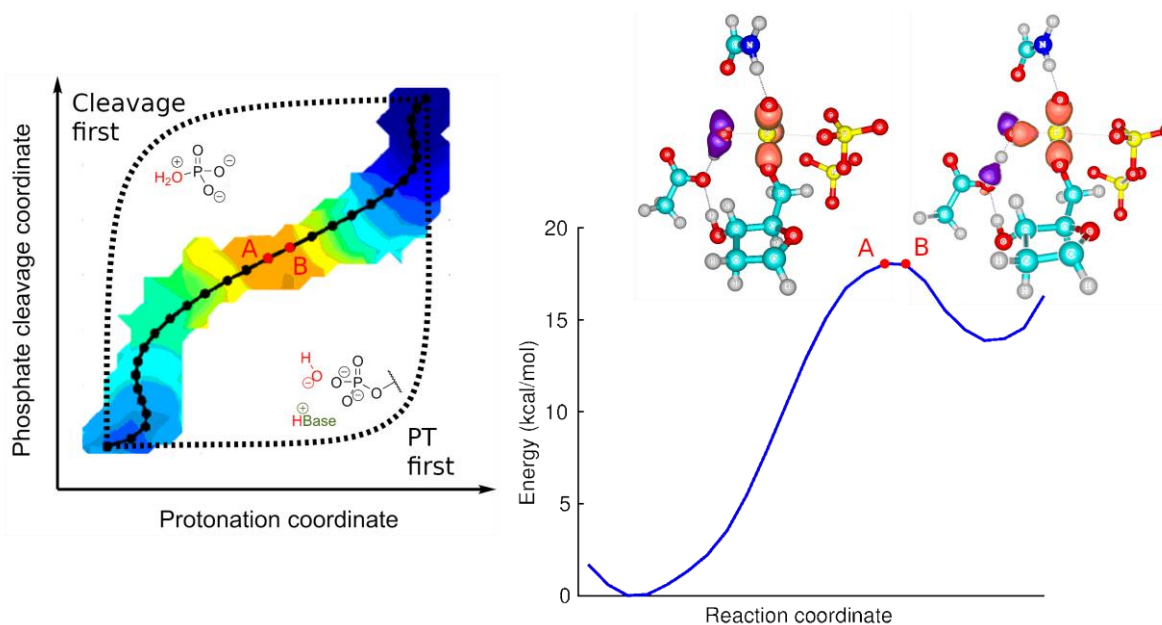 Cleavage
first
O
⊕
⊖
H₂O
P
O
O
⊖
A
B
H
O
⊖
O
⊖
O
P
O
⊖
⊕
HBase
PT
first
Phosphate cleavage coordinate
Protonation coordinate
N
20
15
10
5
0
A
B
Energy (kcal/mol)
Reaction coordinate